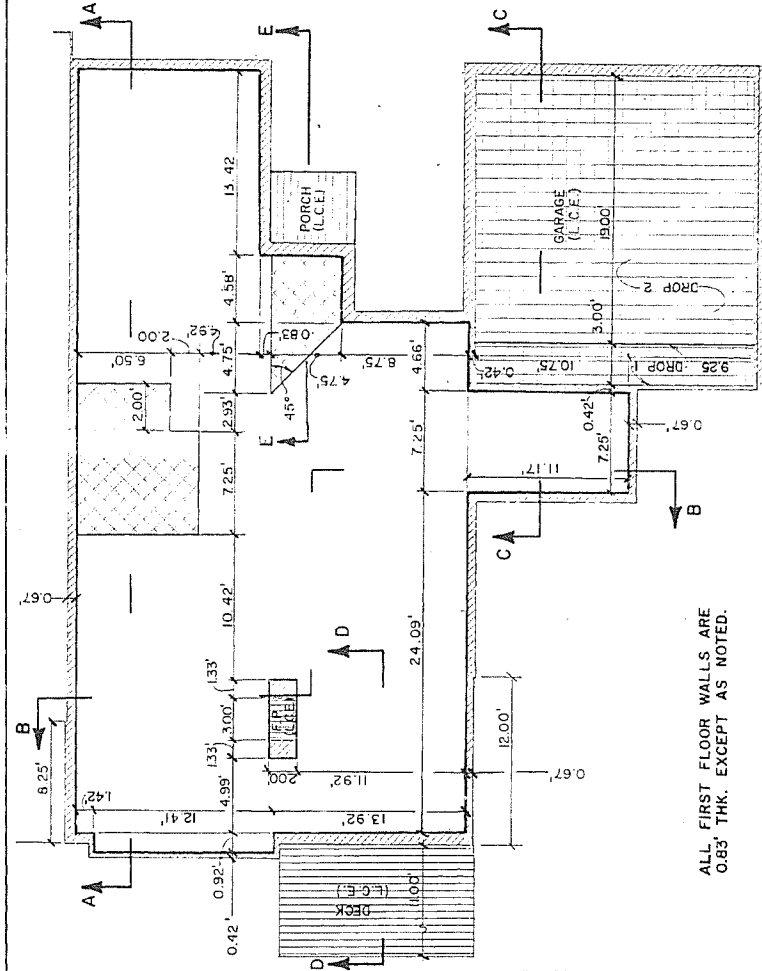 A
A
8.25'
B
0.67'
1.42'
12.41'
13.92'
0.92'
0.42'
4.99'
1.33'
3.00'
1.33'
F.P.
(L.C.E.)
2.00'
11.92'
10.42'
7.25'
2.93'
4.75'
4.58'
13.42
2.00'
6.50'
2.00'
4.92'
0.83'
4.75'
8.75'
45°
E
E
PORCH
(L.C.E.)
D
D
DECK
(L.C.E.)
11.00'
24.09'
7.25'
4.66'
0.42'
11.17'
10.75'
9.25'
DROP 1
DROP 2
3.00'
19.00'
GARAGE
(L.C.E.)
0.42'
7.25'
0.67'
C
C
B
12.00'
0.67'
ALL FIRST FLOOR WALLS ARE
0.83' THK. EXCEPT AS NOTED.